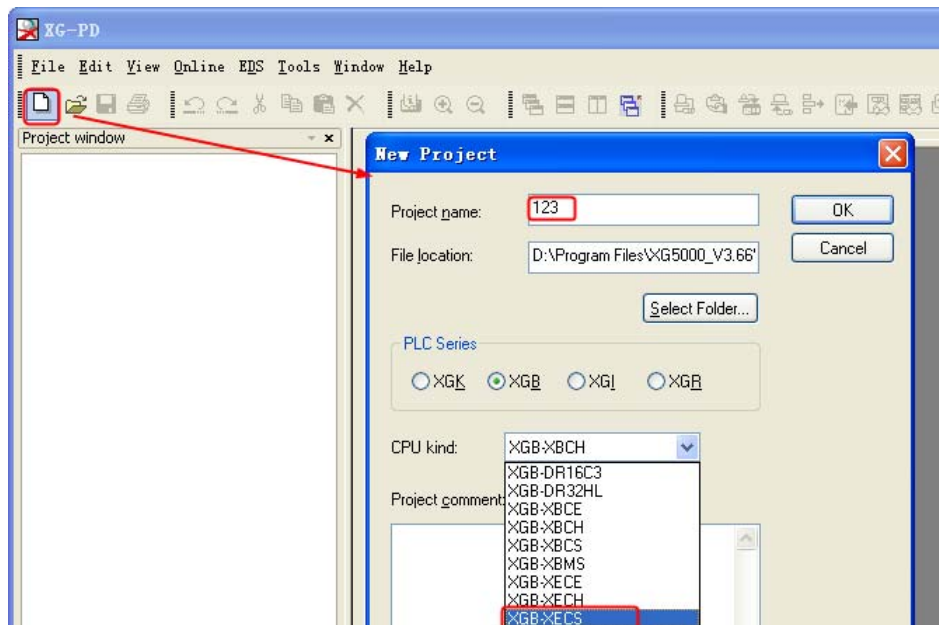 XG-PD
File Edit View Online EDS Tools Window Help
Project window
New Project
Project name: 123 OK
File location: D:\Program Files\XG5000_V3.66' Cancel
Select Folder...
PLC Series
XGK XGB XGI XGR
CPU kind: XGB-XBCH
XGB-DR16C3
XGB-DR32HL
Project comment: XGB-XBCE
XGB-XBCH
XGB-XBCS
XGB-XBMS
XGB-XECE
XGB-XECH
XGB-XECS